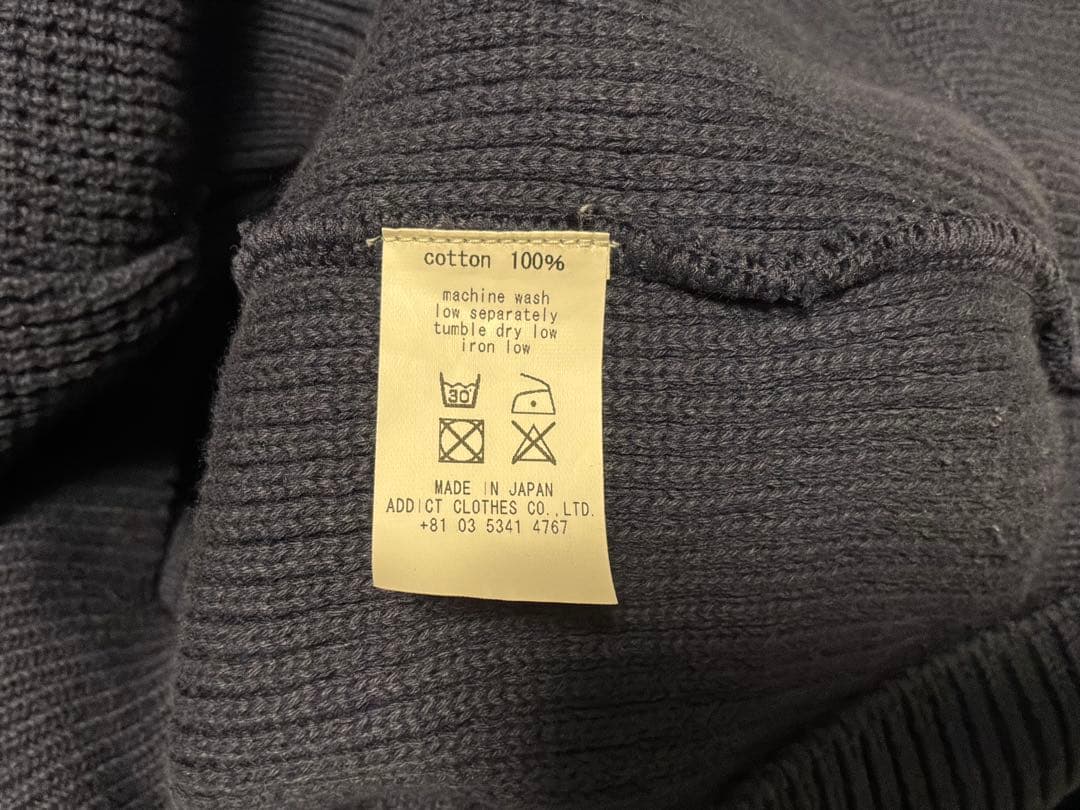 cotton 100%
machine wash
low separately
tumble dry low
iron low
30°
MADE IN JAPAN
ADDICT CLOTHES CO.,LTD.
+81 03 5341 4767